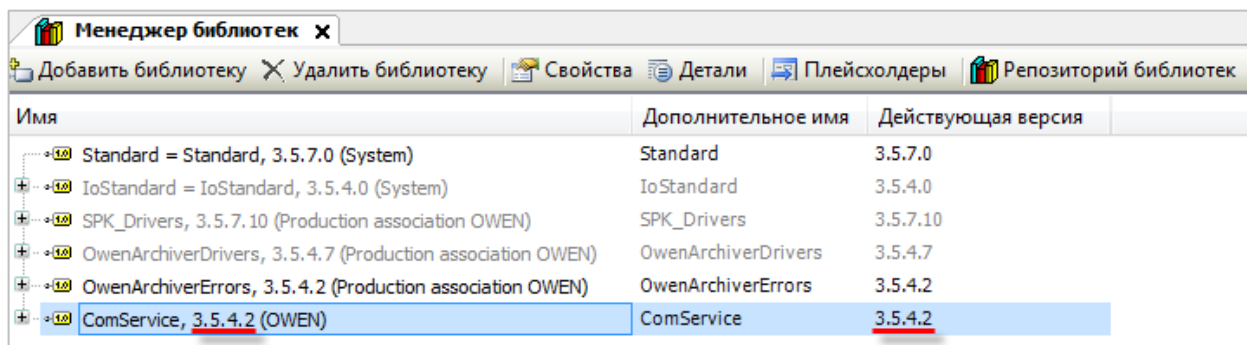 Менеджер библиотек X
Добавить библиотеку Удалить библиотеку Свойства Детали Плейсхолдеры Репозиторий библиотек
Имя Дополнительное имя Действующая версия
Standard = Standard, 3.5.7.0 (System) Standard 3.5.7.0
IoStandard = IoStandard, 3.5.4.0 (System) IoStandard 3.5.4.0
SPK_Drivers, 3.5.7.10 (Production association OWEN) SPK_Drivers 3.5.7.10
OwenArchiverDrivers, 3.5.4.7 (Production association OWEN) OwenArchiverDrivers 3.5.4.7
OwenArchiverErrors, 3.5.4.2 (Production association OWEN) OwenArchiverErrors 3.5.4.2
ComService, 3.5.4.2 (OWEN) ComService 3.5.4.2